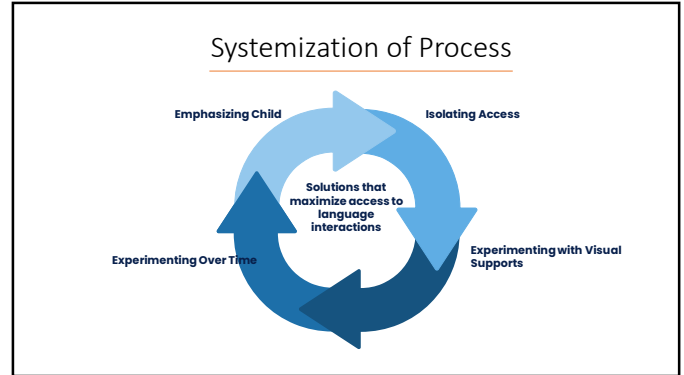 Systemization of Process
Emphasizing Child
Isolating Access
Solutions that
maximize access to
language
interactions
Experimenting with Visual
Supports
Experimenting Over Time